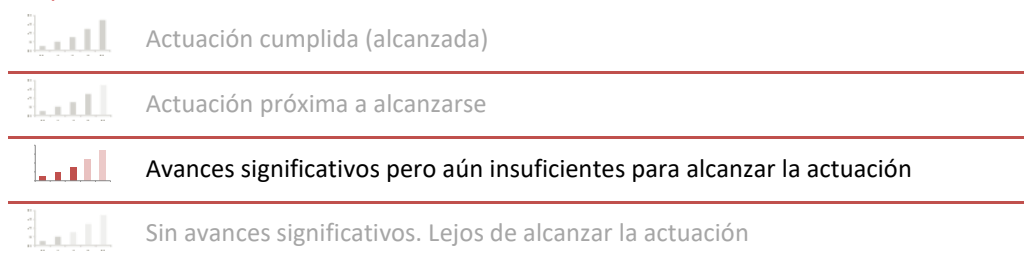 Actuación cumplida (alcanzada)
Actuación próxima a alcanzarse
Avances significativos pero aún insuficientes para alcanzar la actuación
Sin avances significativos. Lejos de alcanzar la actuación